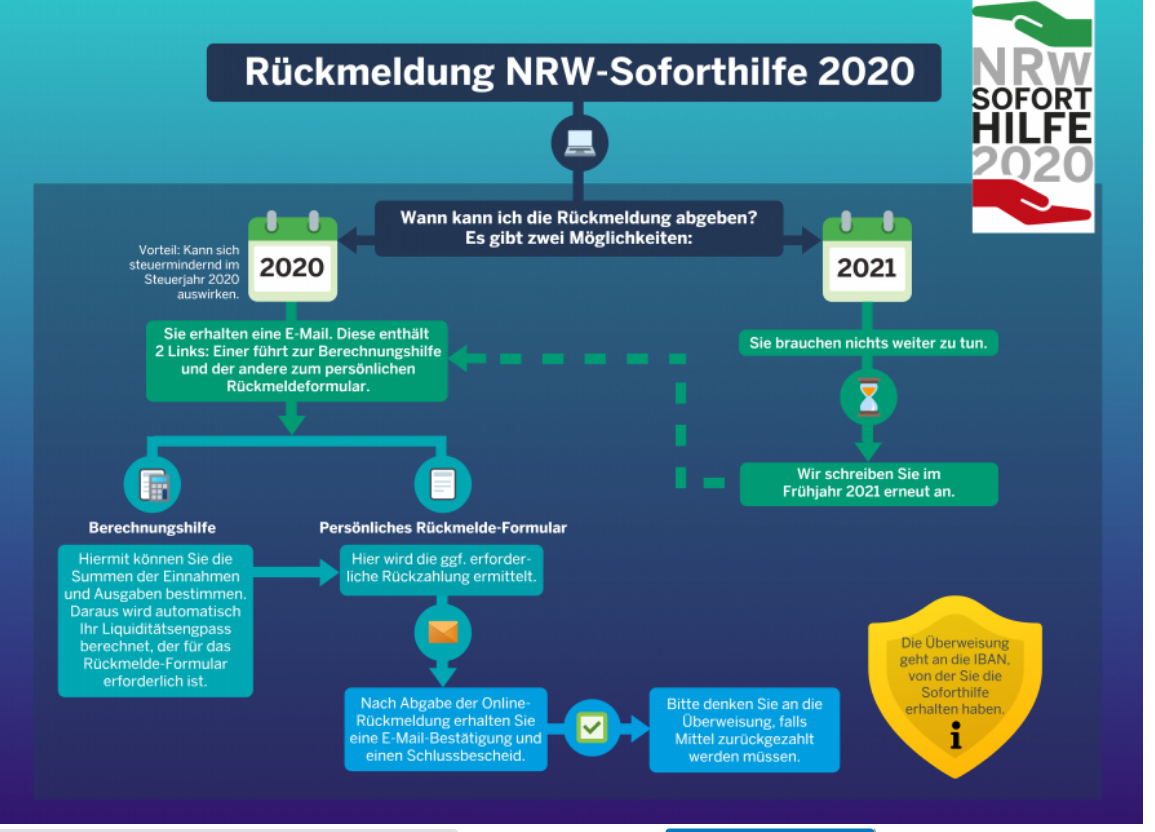 Rückmeldung NRW-Soforthilfe 2020
NRW
SOFORT
HILFE
2020
Wann kann ich die Rückmeldung abgeben?
Es gibt zwei Möglichkeiten:
Vorteil: Kann sich
steuermindernd im
Steuerjahr 2020
auswirken.
2020
2021
Sie erhalten eine E-Mail. Diese enthält
2 Links: Einer führt zur Berechnungshilfe
und der andere zum persönlichen
Rückmeldeformular.
Sie brauchen nichts weiter zu tun.
Wir schreiben Sie im
Frühjahr 2021 erneut an.
Berechnungshilfe
Hiermit können Sie die
Summen der Einnahmen
und Ausgaben bestimmen.
Daraus wird automatisch
Ihr Liquiditätsengpass
berechnet, der für das
Rückmelde-Formular
erforderlich ist.
Persönliches Rückmelde-Formular
Hier wird die ggf. erforder-
liche Rückzahlung ermittelt.
Nach Abgabe der Online-
Rückmeldung erhalten Sie
eine E-Mail-Bestätigung und
einen Schlussbescheid.
Bitte denken Sie an die
Überweisung, falls
Mittel zurückgezahlt
werden müssen.
Die Überweisung
geht an die IBAN,
von der Sie die
Soforthilfe
erhalten haben.
i